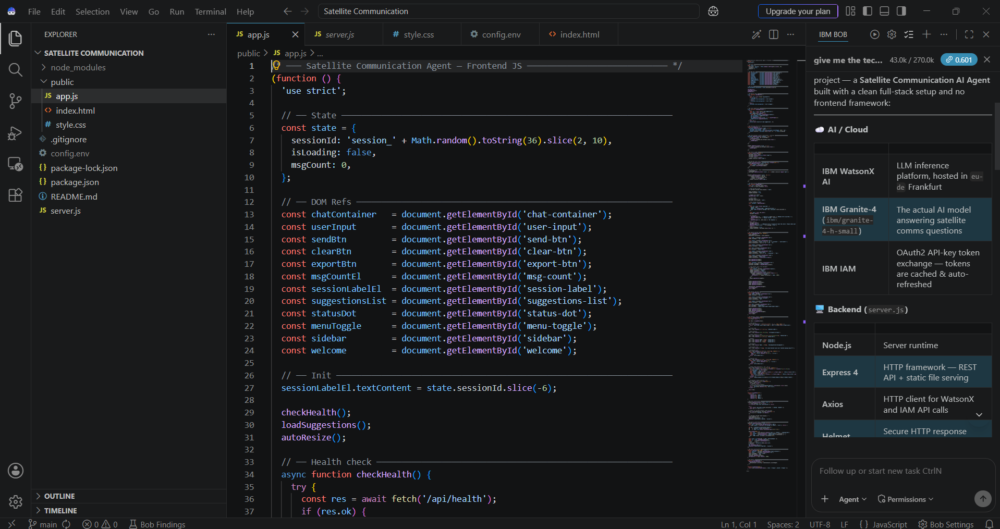 File Edit Selection View Go Run Terminal Help
Satellite Communication
Upgrade your plan
EXPLORER
SATELLITE COMMUNICATION
node_modules
public
JS app.js
<> index.html
# style.css
.gitignore
config.env
{} package-lock.json
{} package.json
README.md
JS server.js
OUTLINE
TIMELINE
JS app.js
JS server.js
# style.css
config.env
<> index.html
public > JS app.js > ...
1 /* ── Satellite Communication Agent — Frontend JS ──────────────────────────── */
2 (function () {
3 'use strict';
4
5 // ── State ──────────────────────────────────────────────────────────────────
6 const state = {
7 sessionId: 'session_' + Math.random().toString(36).slice(2, 10),
8 isLoading: false,
9 msgCount: 0,
10 };
11
12 // ── DOM Refs ───────────────────────────────────────────────────────────────
13 const chatContainer = document.getElementById('chat-container');
14 const userInput = document.getElementById('user-input');
15 const sendBtn = document.getElementById('send-btn');
16 const clearBtn = document.getElementById('clear-btn');
17 const exportBtn = document.getElementById('export-btn');
18 const msgCountEl = document.getElementById('msg-count');
19 const sessionLabelEl = document.getElementById('session-label');
20 const suggestionsList = document.getElementById('suggestions-list');
21 const statusDot = document.getElementById('status-dot');
22 const menuToggle = document.getElementById('menu-toggle');
23 const sidebar = document.getElementById('sidebar');
24 const welcome = document.getElementById('welcome');
25
26 // ── Init ───────────────────────────────────────────────────────────────────
27 sessionLabelEl.textContent = state.sessionId.slice(-6);
28
29 checkHealth();
30 loadSuggestions();
31 autoResize();
32
33 // ── Health check ───────────────────────────────────────────────────────────
34 async function checkHealth() {
35 try {
36 const res = await fetch('/api/health');
37 if (res.ok) {
IBM BOB
give me the tec... 43.0k / 270.0k 0.601
project — a Satellite Communication AI Agent
built with a clean full-stack setup and no
frontend framework:
AI / Cloud
IBM WatsonX
AI
LLM inference
platform, hosted in eu-
de Frankfurt
IBM Granite-4
(ibm/granite-
4-h-small)
The actual AI model
answering satellite
comms questions
IBM IAM
OAuth2 API-key token
exchange — tokens
are cached & auto-
refreshed
Backend (server.js)
Node.js
Server runtime
Express 4
HTTP framework — REST
API + static file serving
Axios
HTTP client for WatsonX
and IAM API calls
Helmet
Secure HTTP response
Follow up or start new task CtrlN
Agent
Permissions
main 0 0 Bob Findings
Ln 1, Col 1 Spaces: 2 UTF-8 LF {} JavaScript Bob Settings